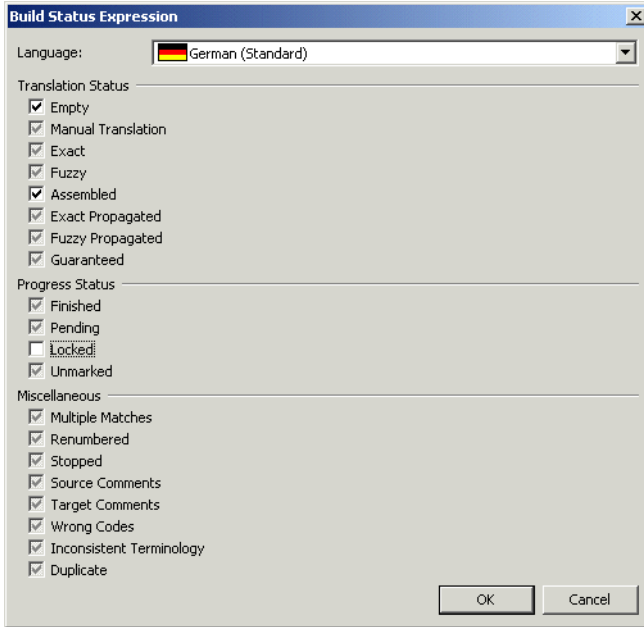 Build Status Expression
Language: German (Standard)
Translation Status
Empty
Manual Translation
Exact
Fuzzy
Assembled
Exact Propagated
Fuzzy Propagated
Guaranteed
Progress Status
Finished
Pending
Locked
Unmarked
Miscellaneous
Multiple Matches
Renumbered
Stopped
Source Comments
Target Comments
Wrong Codes
Inconsistent Terminology
Duplicate
OK Cancel